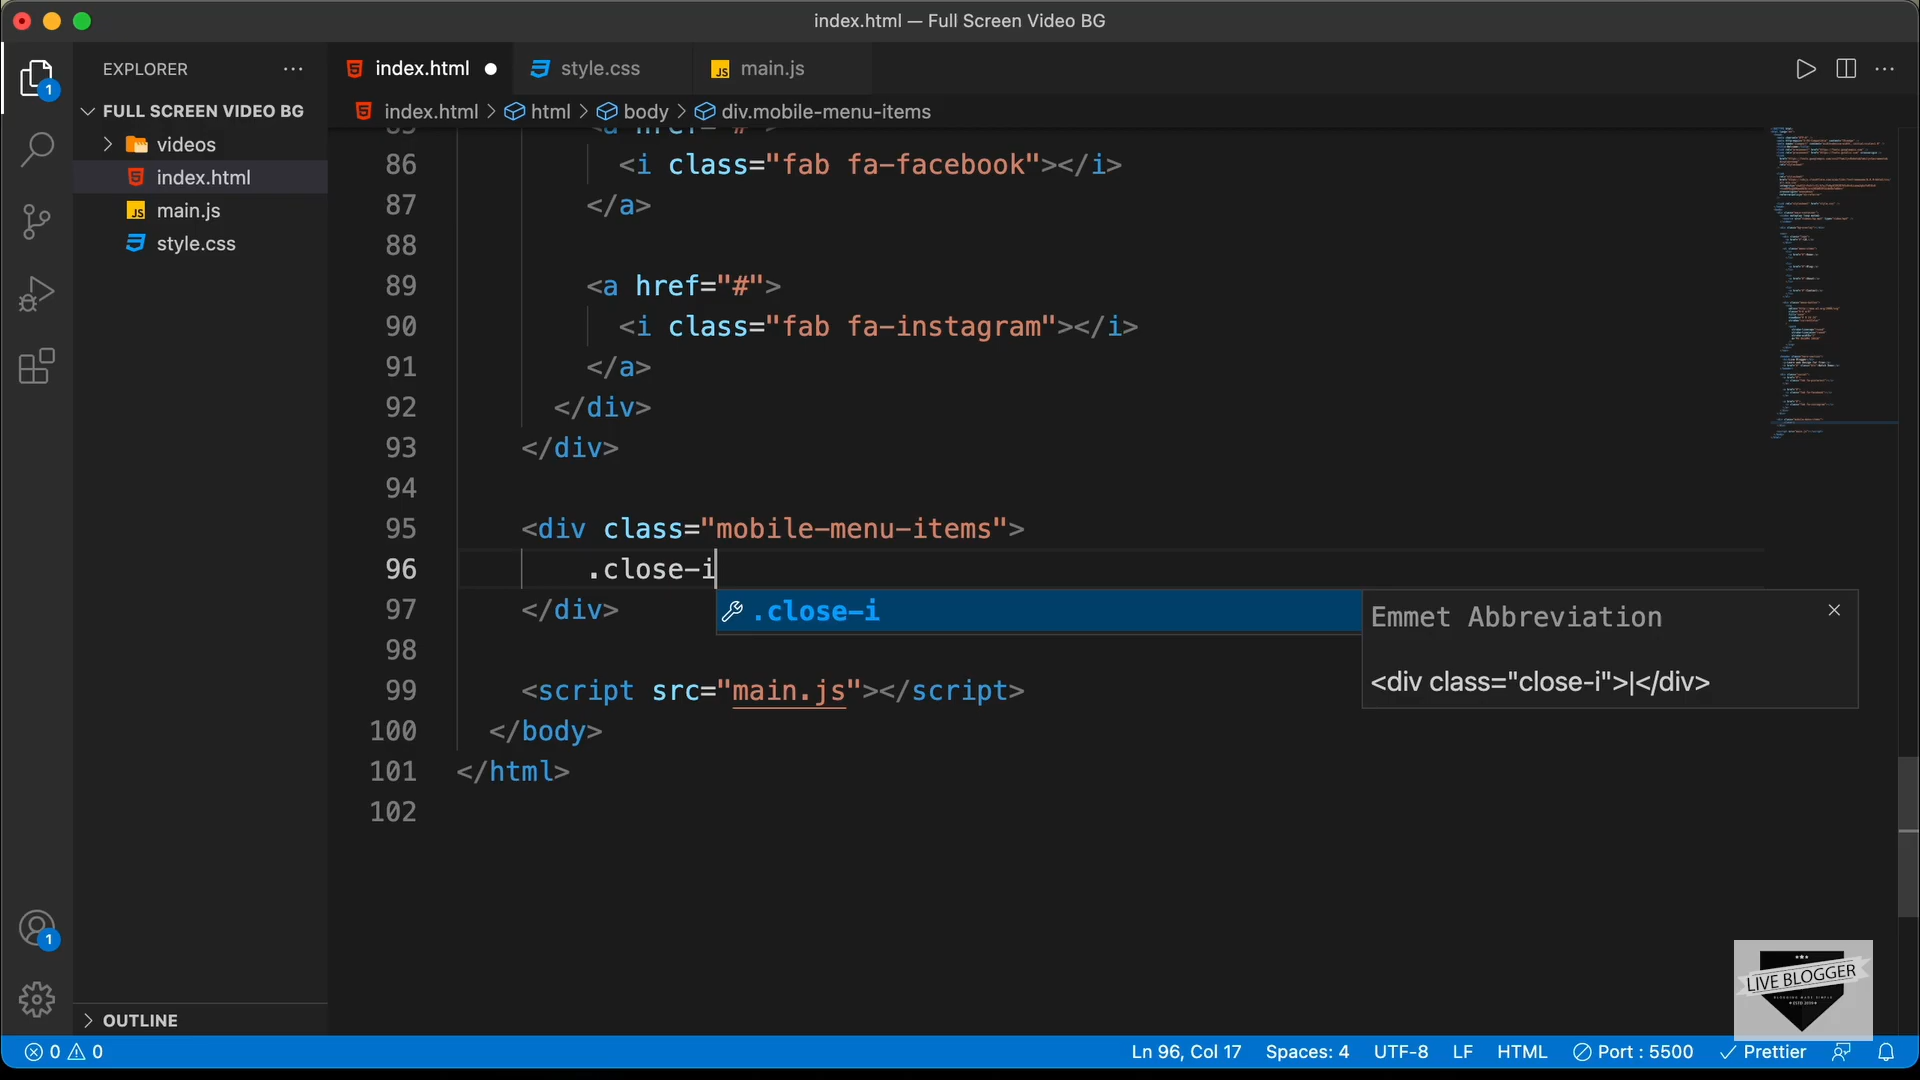 index.html — Full Screen Video BG
EXPLORER
index.html
style.css
main.js
FULL SCREEN VIDEO BG
index.html > html > body > div.mobile-menu-items
videos
index.html
main.js
style.css
86 <i class="fab fa-facebook"></i>
87 </a>
88
89 <a href="#">
90 <i class="fab fa-instagram"></i>
91 </a>
92 </div>
93 </div>
94
95 <div class="mobile-menu-items">
96 .close-i
97 </div>
.close-i
Emmet Abbreviation
<div class="close-i">|</div>
98
99 <script src="main.js"></script>
100 </body>
101 </html>
102
1
1
LIVE BLOGGER
OUTLINE
0 0
Ln 96, Col 17
Spaces: 4
UTF-8
LF
HTML
Port : 5500
Prettier